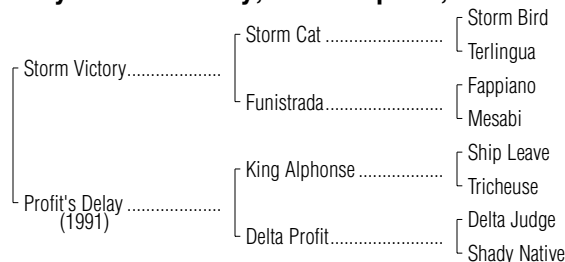 Storm Bird
Storm Cat
Terlingua
Storm Victory
Fappiano
Funistrada
Mesabi
Ship Leave
King Alphonse
Tricheuse
Profit's Delay
(1991)
Delta Judge
Delta Profit
Shady Native